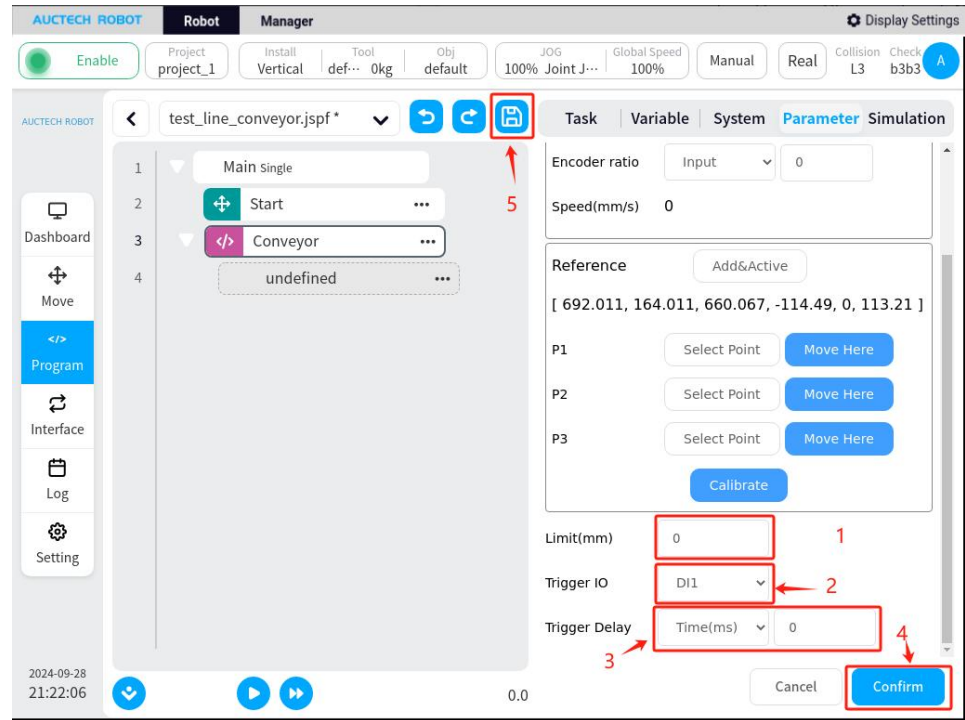 AUCTECH ROBOT Robot Manager Display Settings
Enable
Project Install Tool Obj JOG Global Speed Collision Check
project_1 Vertical def··· 0kg default 100% Joint J··· 100% Manual Real L3 b3b3 A
AUCTECH ROBOT
test_line_conveyor.jspf *
Task Variable System Parameter Simulation
1 Main Single
2 Start •••
3 </> Conveyor •••
4 undefined •••
5
Dashboard
Move
</>
Program
Interface
Log
Setting
2024-09-28
21:22:06
0.0
Encoder ratio Input 0
Speed(mm/s) 0
Reference Add&Active
[ 692.011, 164.011, 660.067, -114.49, 0, 113.21 ]
P1 Select Point Move Here
P2 Select Point Move Here
P3 Select Point Move Here
Calibrate
Limit(mm) 0 1
Trigger IO DI1 2
Trigger Delay Time(ms) 0
3
4
Cancel Confirm